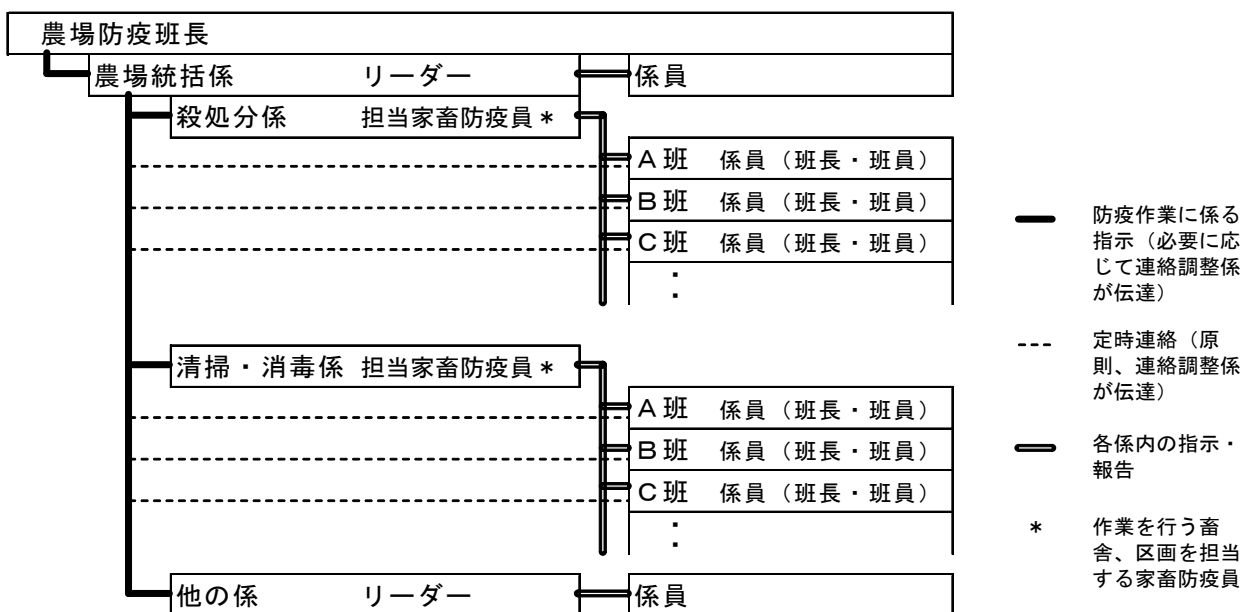 農場防疫班長
農場統括係 リーダー 係員
殺処分係 担当家畜防疫員*
A班 係員(班長・班員)
B班 係員(班長・班員)
C班 係員(班長・班員)
:
清掃・消毒係 担当家畜防疫員*
A班 係員(班長・班員)
B班 係員(班長・班員)
C班 係員(班長・班員)
:
他の係 リーダー 係員
防疫作業に係る
指示(必要に応
じて連絡調整係
が伝達)
定時連絡(原
則、連絡調整係
が伝達)
各係内の指示・
報告
* 作業を行う畜
舎、区画を担当
する家畜防疫員